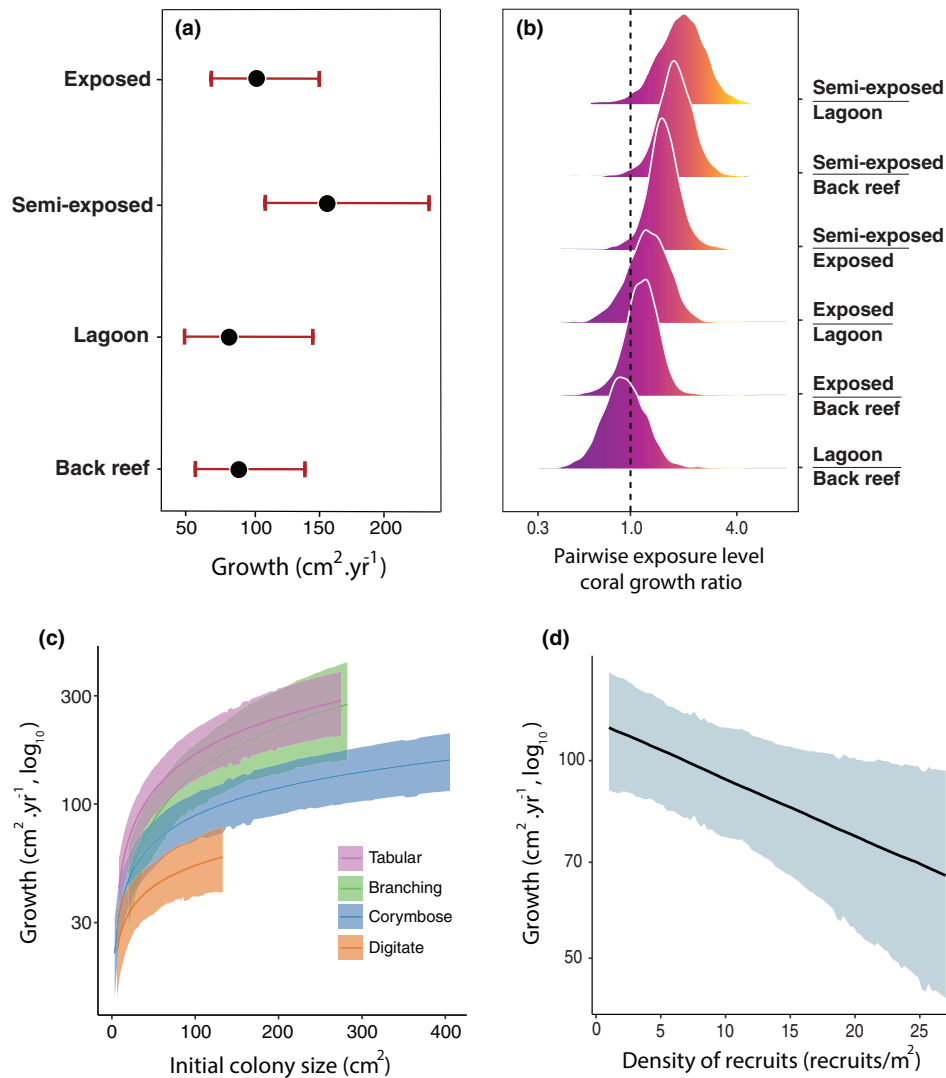 (a)
Exposed
Semi-exposed
Lagoon
Back reef
50 100 150 200
Growth (cm².yr⁻¹)
(b)
Semi-exposed
Lagoon
Semi-exposed
Back reef
Semi-exposed
Exposed
Exposed
Lagoon
Exposed
Back reef
Lagoon
Back reef
0.3 1.0 4.0
Pairwise exposure level
coral growth ratio
(c)
Growth (cm².yr⁻¹, log₁₀)
300
100
30
Tabular
Branching
Corymbose
Digitate
0 100 200 300 400
Initial colony size (cm²)
(d)
Growth (cm².yr⁻¹, log₁₀)
100
70
50
0 5 10 15 20 25
Density of recruits (recruits/m²)